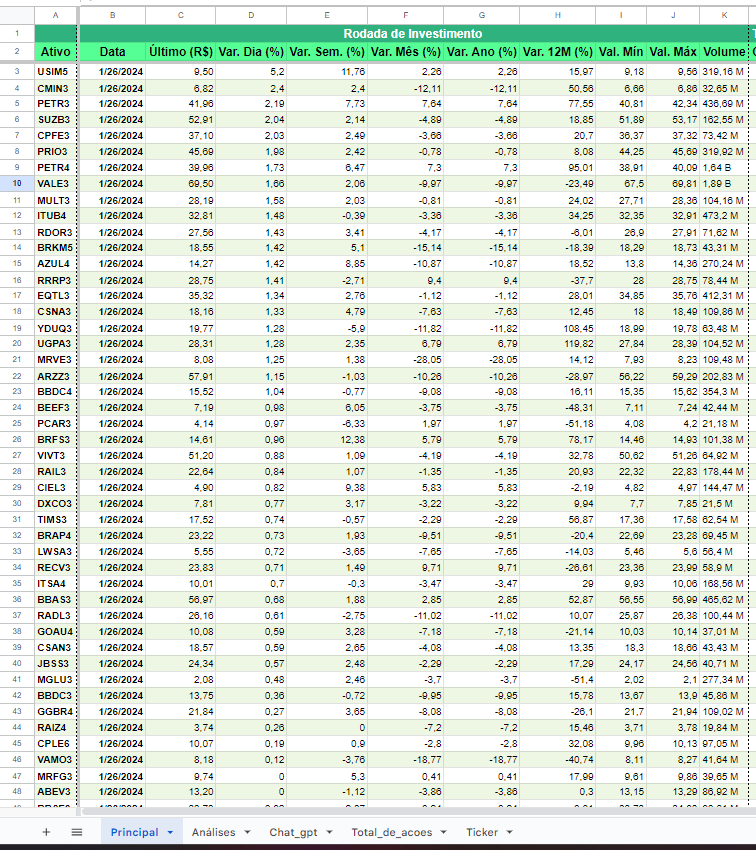 A B C D E F G H I J K
1 Rodada de Investimento T
2 Ativo Data Último (R$) Var. Dia (%) Var. Sem. (%) Var. Mês (%) Var. Ano (%) Var. 12M (%) Val. Mín Val. Máx Volume
3 USIM5 1/26/2024 9,50 5,2 11,76 2,26 2,26 15,97 9,18 9,56 319,16 M
4 CMIN3 1/26/2024 6,82 2,4 2,4 -12,11 -12,11 50,56 6,66 6,86 32,65 M
5 PETR3 1/26/2024 41,96 2,19 7,73 7,64 7,64 77,55 40,81 42,34 436,69 M
6 SUZB3 1/26/2024 52,91 2,04 2,14 -4,89 -4,89 18,85 51,89 53,17 162,55 M
7 CPFE3 1/26/2024 37,10 2,03 2,49 -3,66 -3,66 20,7 36,37 37,32 73,42 M
8 PRIO3 1/26/2024 45,69 1,98 2,42 -0,78 -0,78 8,08 44,25 45,69 319,92 M
9 PETR4 1/26/2024 39,96 1,73 6,47 7,3 7,3 95,01 38,91 40,09 1,64 B
10 VALE3 1/26/2024 69,50 1,66 2,06 -9,97 -9,97 -23,49 67,5 69,81 1,89 B
11 MULT3 1/26/2024 28,19 1,58 2,03 -0,81 -0,81 24,02 27,71 28,36 104,16 M
12 ITUB4 1/26/2024 32,81 1,48 -0,39 -3,36 -3,36 34,25 32,35 32,91 473,2 M
13 RDOR3 1/26/2024 27,56 1,43 3,41 -4,17 -4,17 -6,01 26,9 27,91 71,62 M
14 BRKM5 1/26/2024 18,55 1,42 5,1 -15,14 -15,14 -18,39 18,29 18,73 43,31 M
15 AZUL4 1/26/2024 14,27 1,42 8,85 -10,87 -10,87 18,52 13,8 14,36 270,24 M
16 RRRP3 1/26/2024 28,75 1,41 -2,71 9,4 9,4 -37,7 28 28,75 78,44 M
17 EQTL3 1/26/2024 35,32 1,34 2,76 -1,12 -1,12 28,01 34,85 35,76 412,31 M
18 CSNA3 1/26/2024 18,16 1,33 4,79 -7,63 -7,63 12,45 18 18,49 109,86 M
19 YDUQ3 1/26/2024 19,77 1,28 -5,9 -11,82 -11,82 108,45 18,99 19,78 63,48 M
20 UGPA3 1/26/2024 28,31 1,28 2,35 6,79 6,79 119,82 27,84 28,39 104,52 M
21 MRVE3 1/26/2024 8,08 1,25 1,38 -28,05 -28,05 14,12 7,93 8,23 109,48 M
22 ARZZ3 1/26/2024 57,91 1,15 -1,03 -10,26 -10,26 -28,97 56,22 59,29 202,83 M
23 BBDC4 1/26/2024 15,52 1,04 -0,77 -9,08 -9,08 16,11 15,35 15,62 354,3 M
24 BEEF3 1/26/2024 7,19 0,98 6,05 -3,75 -3,75 -48,31 7,11 7,24 42,44 M
25 PCAR3 1/26/2024 4,14 0,97 -6,33 1,97 1,97 -51,18 4,08 4,2 21,18 M
26 BRFS3 1/26/2024 14,61 0,96 12,38 5,79 5,79 78,17 14,46 14,93 101,38 M
27 VIVT3 1/26/2024 51,20 0,88 1,09 -4,19 -4,19 32,78 50,62 51,26 64,92 M
28 RAIL3 1/26/2024 22,64 0,84 1,07 -1,35 -1,35 20,93 22,32 22,83 178,44 M
29 CIEL3 1/26/2024 4,90 0,82 9,38 5,83 5,83 -2,19 4,82 4,97 144,47 M
30 DXCO3 1/26/2024 7,81 0,77 3,17 -3,22 -3,22 9,94 7,7 7,85 21,5 M
31 TIMS3 1/26/2024 17,52 0,74 -0,57 -2,29 -2,29 56,87 17,36 17,58 62,54 M
32 BRAP4 1/26/2024 23,22 0,73 1,93 -9,51 -9,51 -20,4 22,69 23,28 69,45 M
33 LWSA3 1/26/2024 5,55 0,72 -3,65 -7,65 -7,65 -14,03 5,46 5,6 56,4 M
34 RECV3 1/26/2024 23,83 0,71 1,49 9,71 9,71 -26,61 23,36 23,99 58,9 M
35 ITSA4 1/26/2024 10,01 0,7 -0,3 -3,47 -3,47 29 9,93 10,06 168,56 M
36 BBAS3 1/26/2024 56,97 0,68 1,88 2,85 2,85 52,87 56,55 56,99 465,62 M
37 RADL3 1/26/2024 26,16 0,61 -2,75 -11,02 -11,02 10,07 25,87 26,38 100,44 M
38 GOAU4 1/26/2024 10,08 0,59 3,28 -7,18 -7,18 -21,14 10,03 10,14 37,01 M
39 CSAN3 1/26/2024 18,57 0,59 2,65 -4,08 -4,08 13,35 18,3 18,66 43,43 M
40 JBSS3 1/26/2024 24,34 0,57 2,48 -2,29 -2,29 17,29 24,17 24,56 40,71 M
41 MGLU3 1/26/2024 2,08 0,48 2,46 -3,7 -3,7 -51,4 2,02 2,1 277,34 M
42 BBDC3 1/26/2024 13,75 0,36 -0,72 -9,95 -9,95 15,78 13,67 13,9 45,86 M
43 GGBR4 1/26/2024 21,84 0,27 3,65 -8,08 -8,08 -26,1 21,7 21,94 109,02 M
44 RAIZ4 1/26/2024 3,74 0,26 0 -7,2 -7,2 15,46 3,71 3,78 19,84 M
45 CPLE6 1/26/2024 10,07 0,19 0,9 -2,8 -2,8 32,08 9,96 10,13 97,05 M
46 VAMO3 1/26/2024 8,18 0,12 -3,76 -18,77 -18,77 -40,74 8,11 8,27 41,64 M
47 MRFG3 1/26/2024 9,74 0 5,3 0,41 0,41 17,99 9,61 9,86 39,65 M
48 ABEV3 1/26/2024 13,20 0 -1,12 -3,86 -3,86 0,3 13,15 13,29 86,92 M
Principal Análises Chat_gpt Total_de_acoes Ticker